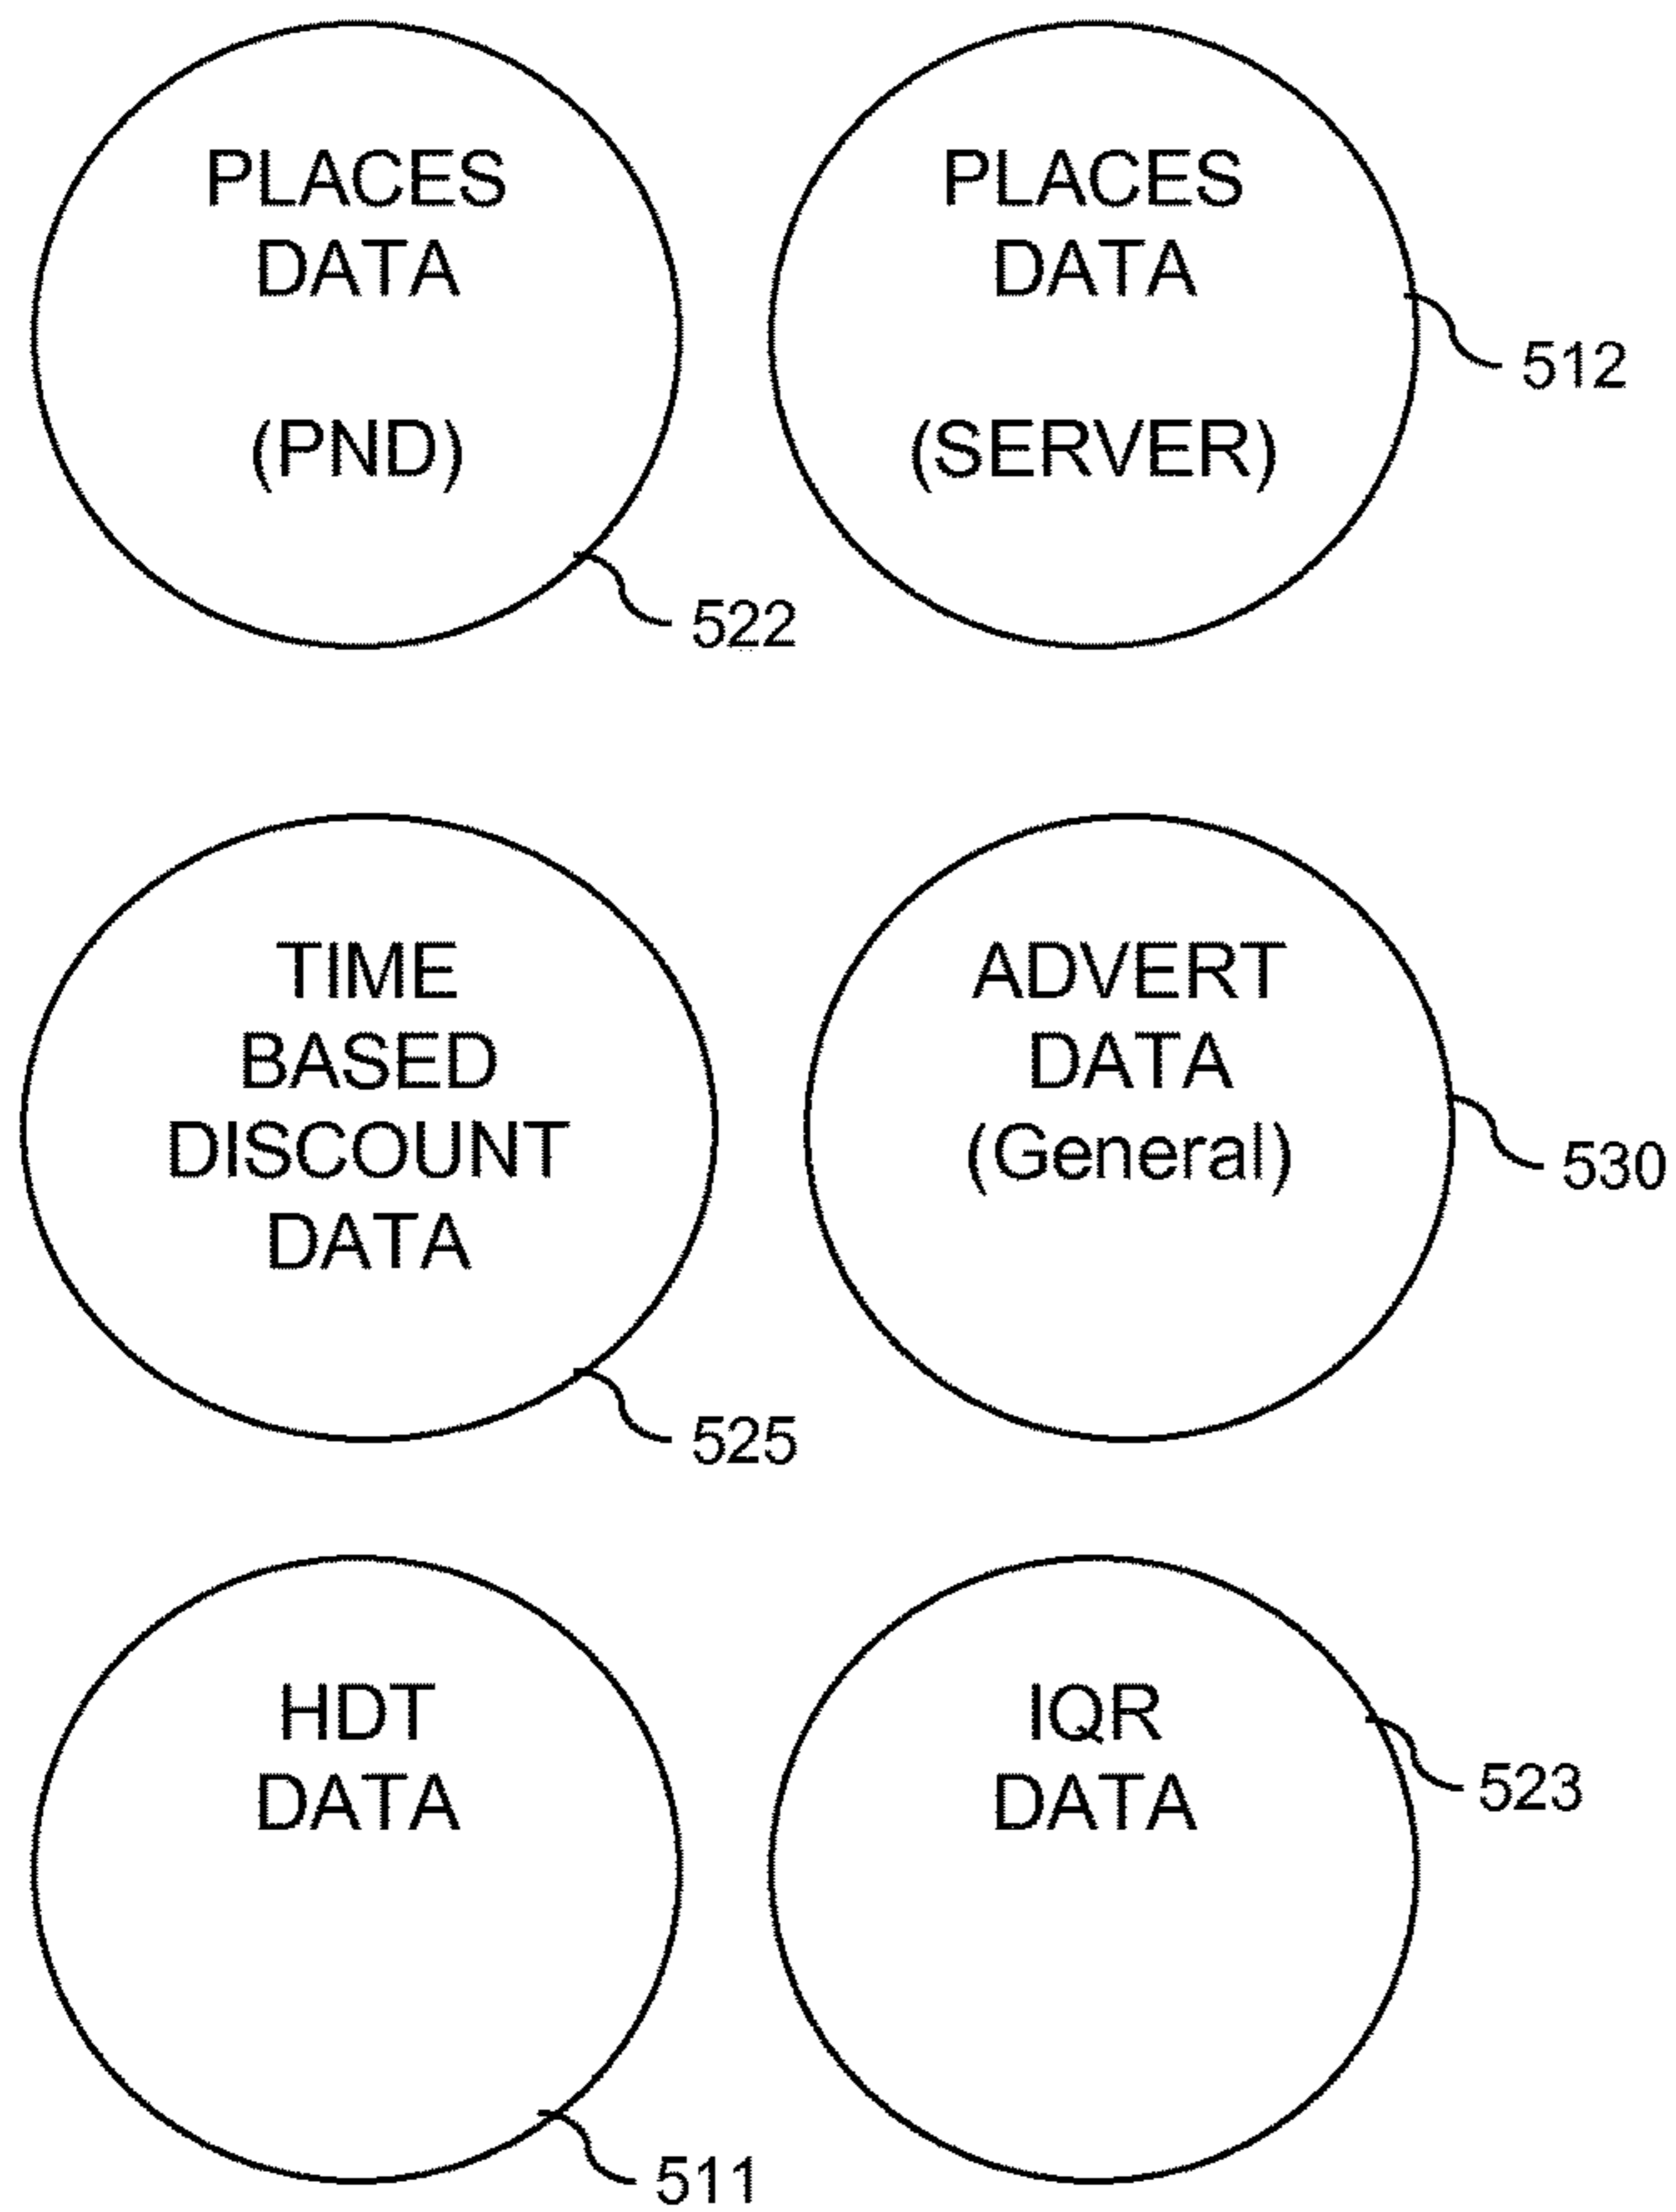 PLACES
DATA
(PND)
522
PLACES
DATA
(SERVER)
512
TIME
BASED
DISCOUNT
DATA
525
ADVERT
DATA
(General)
530
HDT
DATA
511
IQR
DATA
523